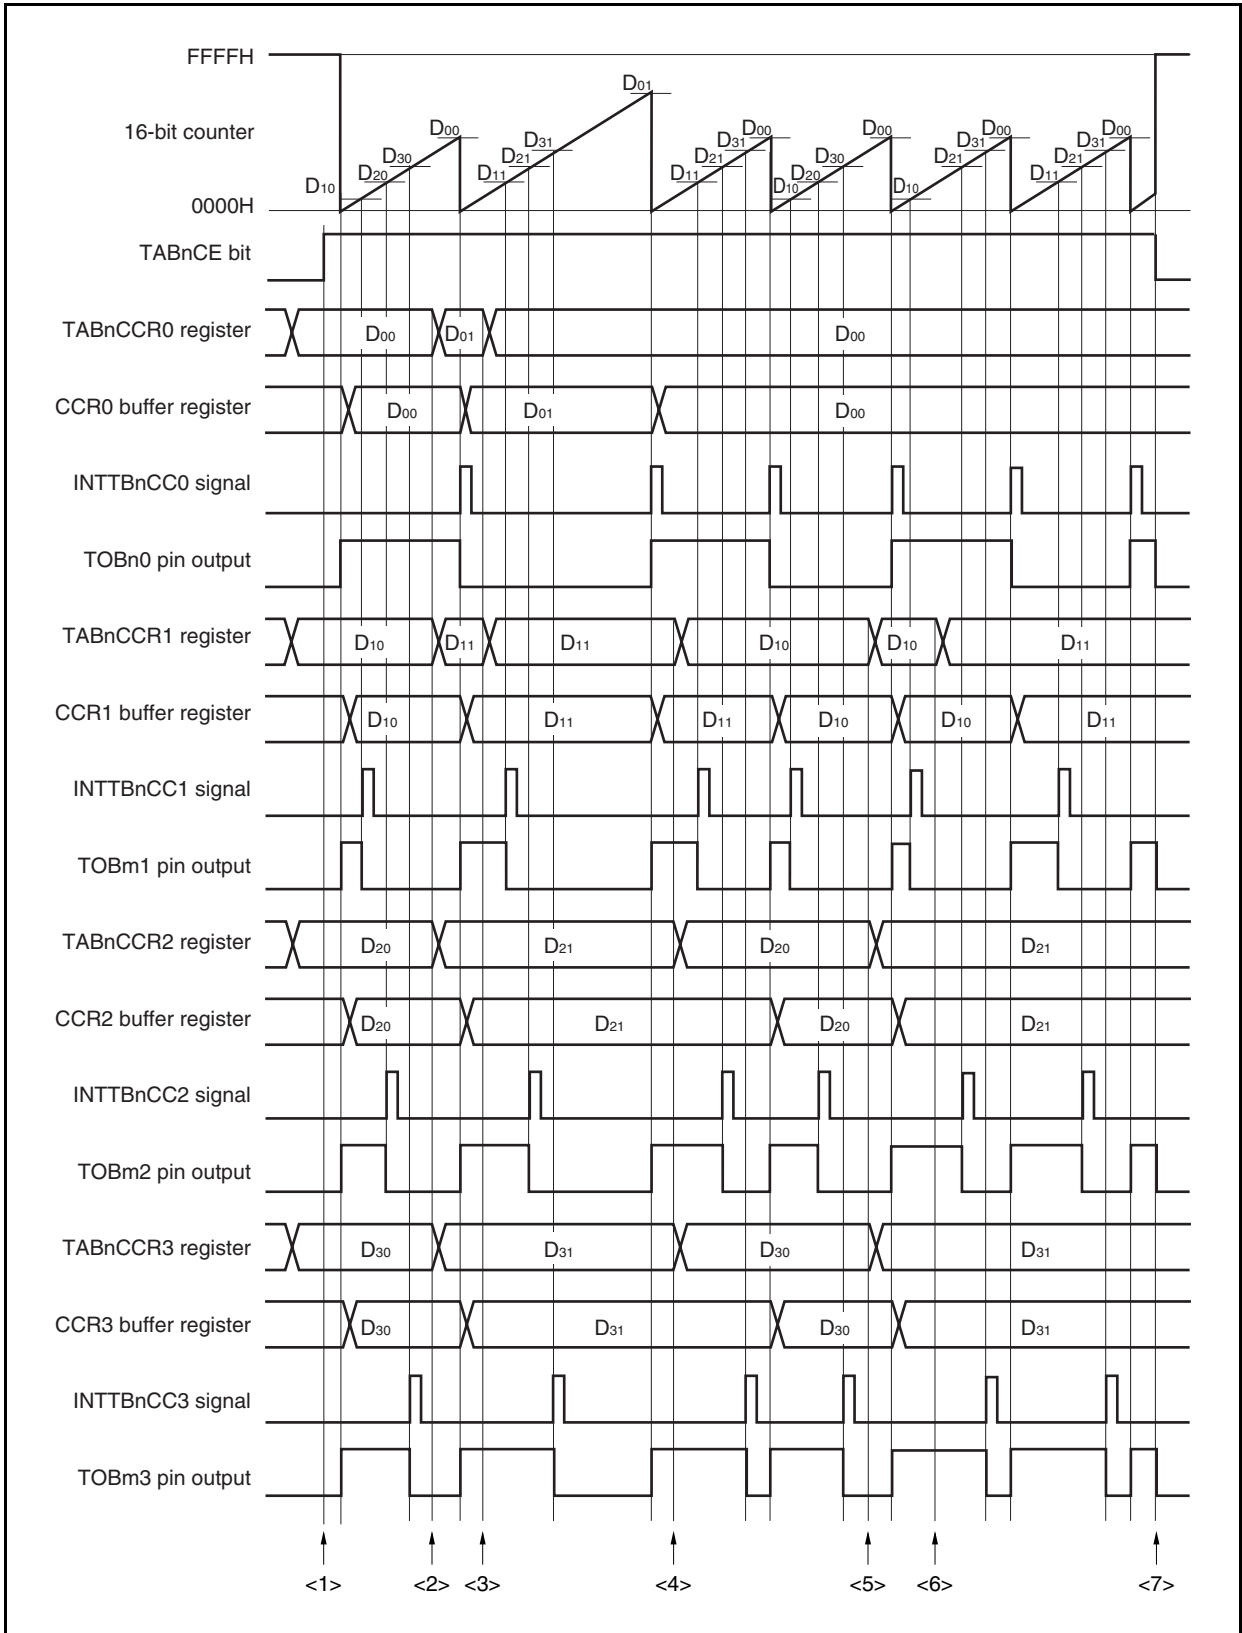 FFFFH
D01
16-bit counter
D00 D00 D00 D00 D00
D30 D31 D31 D30 D31 D31
D20 D21 D21 D20 D21 D21
D10 D11 D11 D10 D10 D11
0000H
TABnCE bit
TABnCCR0 register D00 D01 D00
CCR0 buffer register D00 D01 D00
INTTBnCC0 signal
TOBn0 pin output
TABnCCR1 register D10 D11 D11 D10 D10 D11
CCR1 buffer register D10 D11 D11 D10 D10 D11
INTTBnCC1 signal
TOBm1 pin output
TABnCCR2 register D20 D21 D20 D21
CCR2 buffer register D20 D21 D20 D21
INTTBnCC2 signal
TOBm2 pin output
TABnCCR3 register D30 D31 D30 D31
CCR3 buffer register D30 D31 D30 D31
INTTBnCC3 signal
TOBm3 pin output
<1> <2> <3> <4> <5> <6> <7>